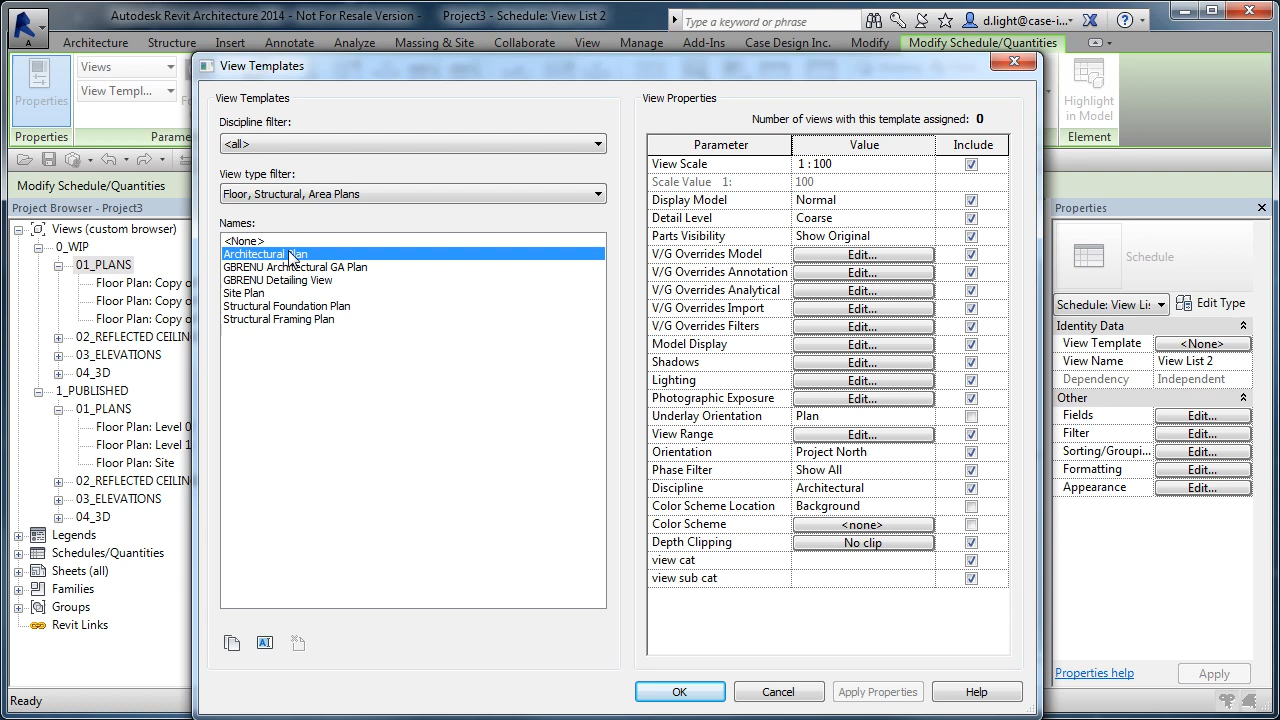 Autodesk Revit Architecture 2014 - Not For Resale Version - Project3 - Schedule: View List 2
Type a keyword or phrase
d.light@case-i...
Architecture Structure Insert Annotate Analyze Massing & Site Collaborate View Manage Add-Ins Case Design Inc. Modify Modify Schedule/Quantities
Properties
Views
View Templ...
Properties
Parame
Highlight
in Model
Element
Modify Schedule/Quantities
Project Browser - Project3
Views (custom browser)
0_WIP
01_PLANS
Floor Plan: Copy o
Floor Plan: Copy o
Floor Plan: Copy o
02_REFLECTED CEILIN
03_ELEVATIONS
04_3D
1_PUBLISHED
01_PLANS
Floor Plan: Level 0
Floor Plan: Level 1
Floor Plan: Site
02_REFLECTED CEILIN
03_ELEVATIONS
04_3D
Legends
Schedules/Quantities
Sheets (all)
Families
Groups
Revit Links
Ready
View Templates
View Templates
Discipline filter:
<all>
View type filter:
Floor, Structural, Area Plans
Names:
<None>
Architectural Plan
GBRENU Architectural GA Plan
GBRENU Detailing View
Site Plan
Structural Foundation Plan
Structural Framing Plan
View Properties
Number of views with this template assigned: 0
Parameter Value Include
View Scale 1 : 100
Scale Value 1: 100
Display Model Normal
Detail Level Coarse
Parts Visibility Show Original
V/G Overrides Model Edit...
V/G Overrides Annotation Edit...
V/G Overrides Analytical Edit...
V/G Overrides Import Edit...
V/G Overrides Filters Edit...
Model Display Edit...
Shadows Edit...
Lighting Edit...
Photographic Exposure Edit...
Underlay Orientation Plan
View Range Edit...
Orientation Project North
Phase Filter Show All
Discipline Architectural
Color Scheme Location Background
Color Scheme <none>
Depth Clipping No clip
view cat
view sub cat
OK Cancel Apply Properties Help
Properties
Schedule
Schedule: View Li: Edit Type
Identity Data
View Template <None>
View Name View List 2
Dependency Independent
Other
Fields Edit...
Filter Edit...
Sorting/Groupi... Edit...
Formatting Edit...
Appearance Edit...
Properties help Apply